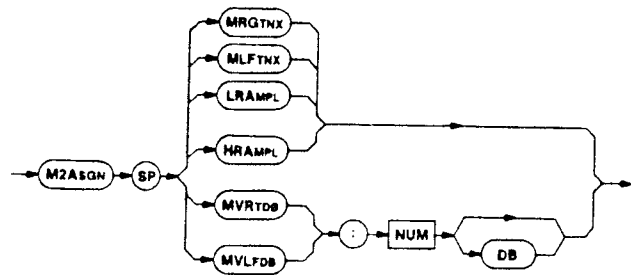 MRGTNX
MLFTNX
LRAMPL
HRAMPL
M2ASGN SP
MVRTDB
: NUM
MVLFDB
DB